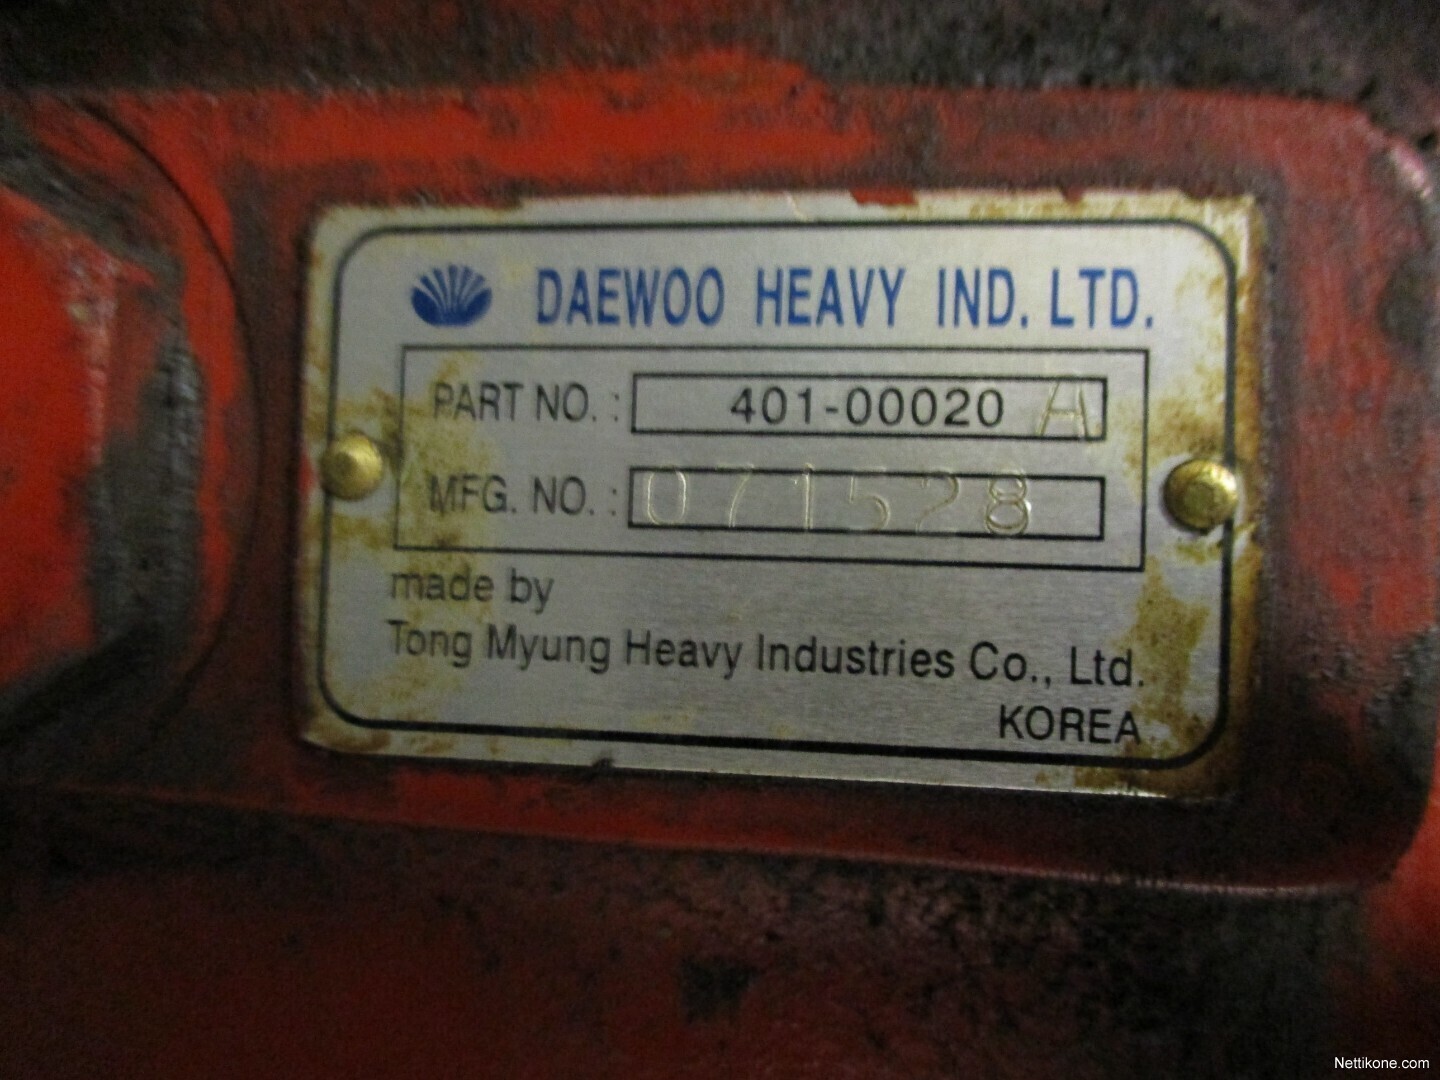 DAEWOO HEAVY IND. LTD.
PART NO. : 401-00020 A
MFG. NO. : 071528
made by
Tong Myung Heavy Industries Co., Ltd.
KOREA
Nettikone.com